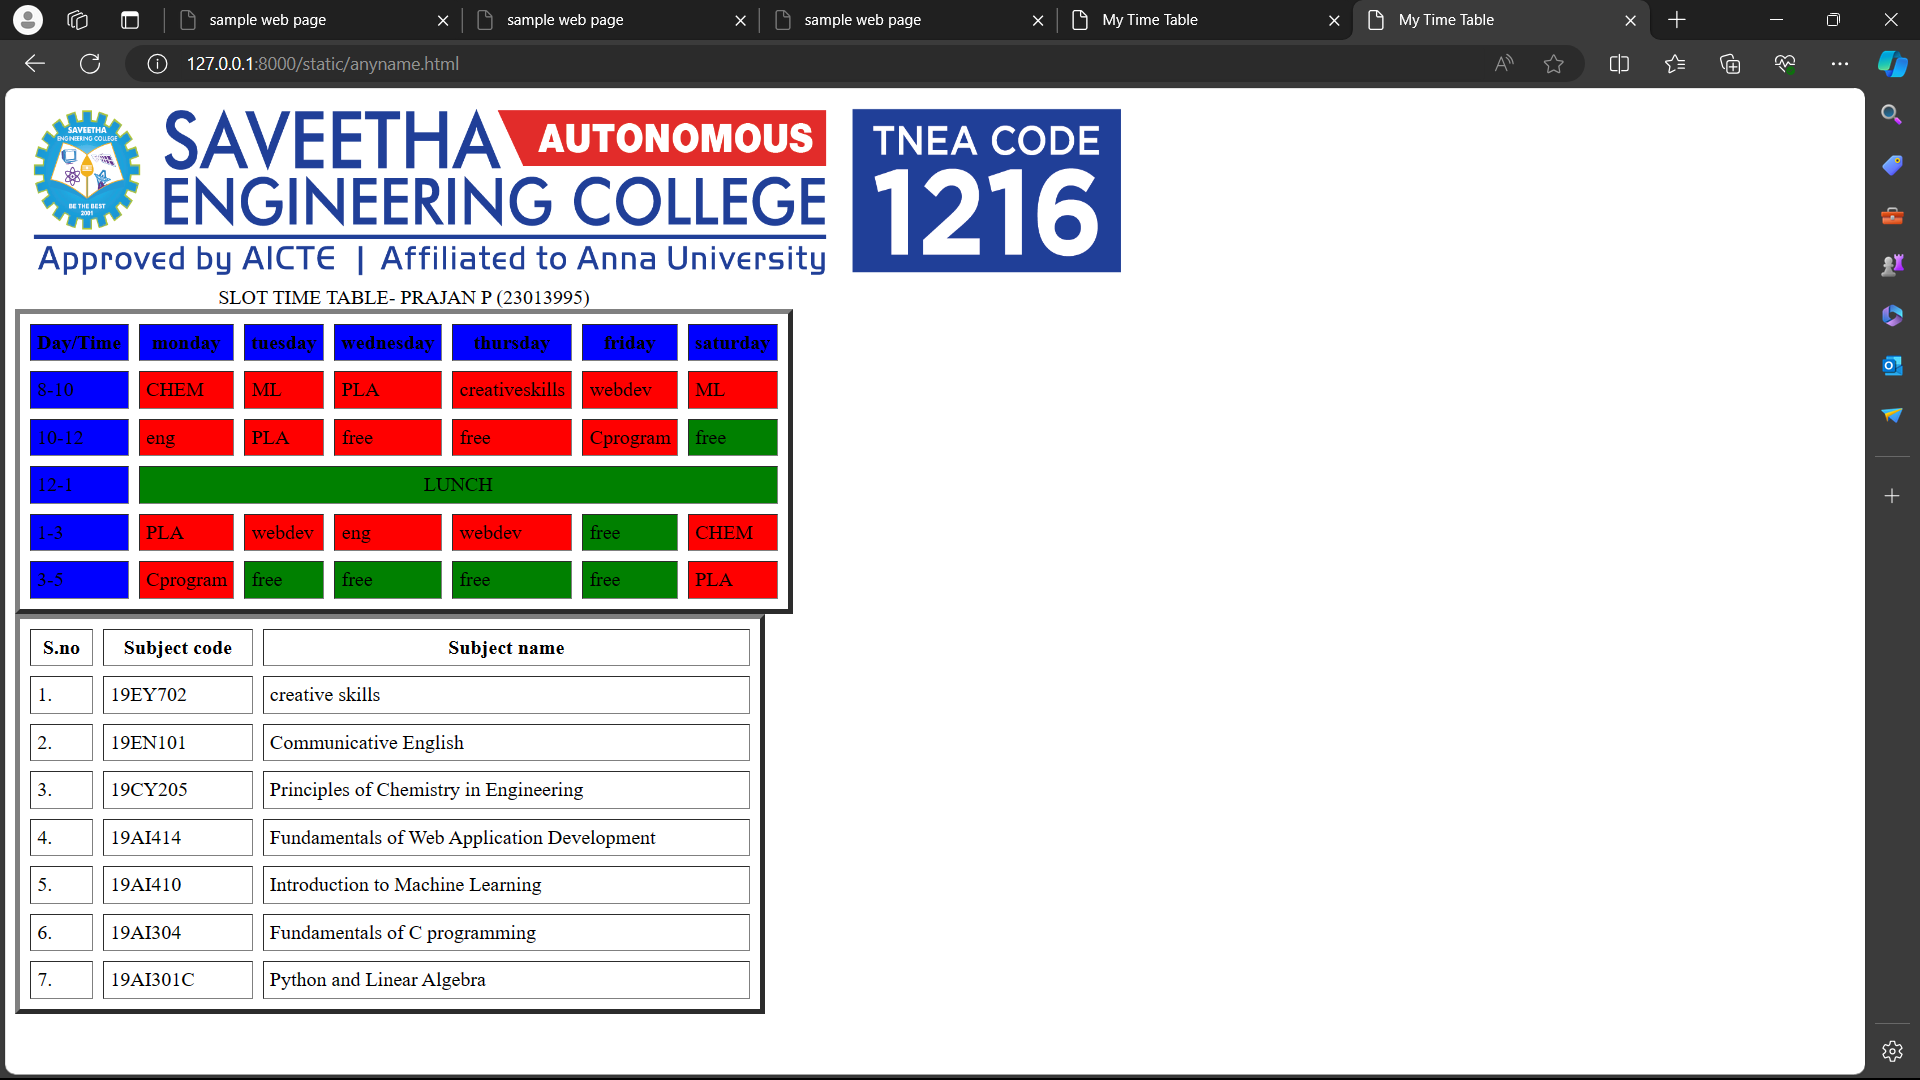 sample web page sample web page sample web page My Time Table My Time Table
127.0.0.1:8000/static/anyname.html
SAVEETHA ENGINEERING COLLEGE BE THE BEST 2001
SAVEETHA AUTONOMOUS
ENGINEERING COLLEGE
Approved by AICTE | Affiliated to Anna University
TNEA CODE
1216
SLOT TIME TABLE- PRAJAN P (23013995)
Day/Time monday tuesday wednesday thursday friday saturday
8-10 CHEM ML PLA creativeskills webdev ML
10-12 eng PLA free free Cprogram free
12-1 LUNCH
1-3 PLA webdev eng webdev free CHEM
3-5 Cprogram free free free free PLA
S.no Subject code Subject name
1. 19EY702 creative skills
2. 19EN101 Communicative English
3. 19CY205 Principles of Chemistry in Engineering
4. 19AI414 Fundamentals of Web Application Development
5. 19AI410 Introduction to Machine Learning
6. 19AI304 Fundamentals of C programming
7. 19AI301C Python and Linear Algebra